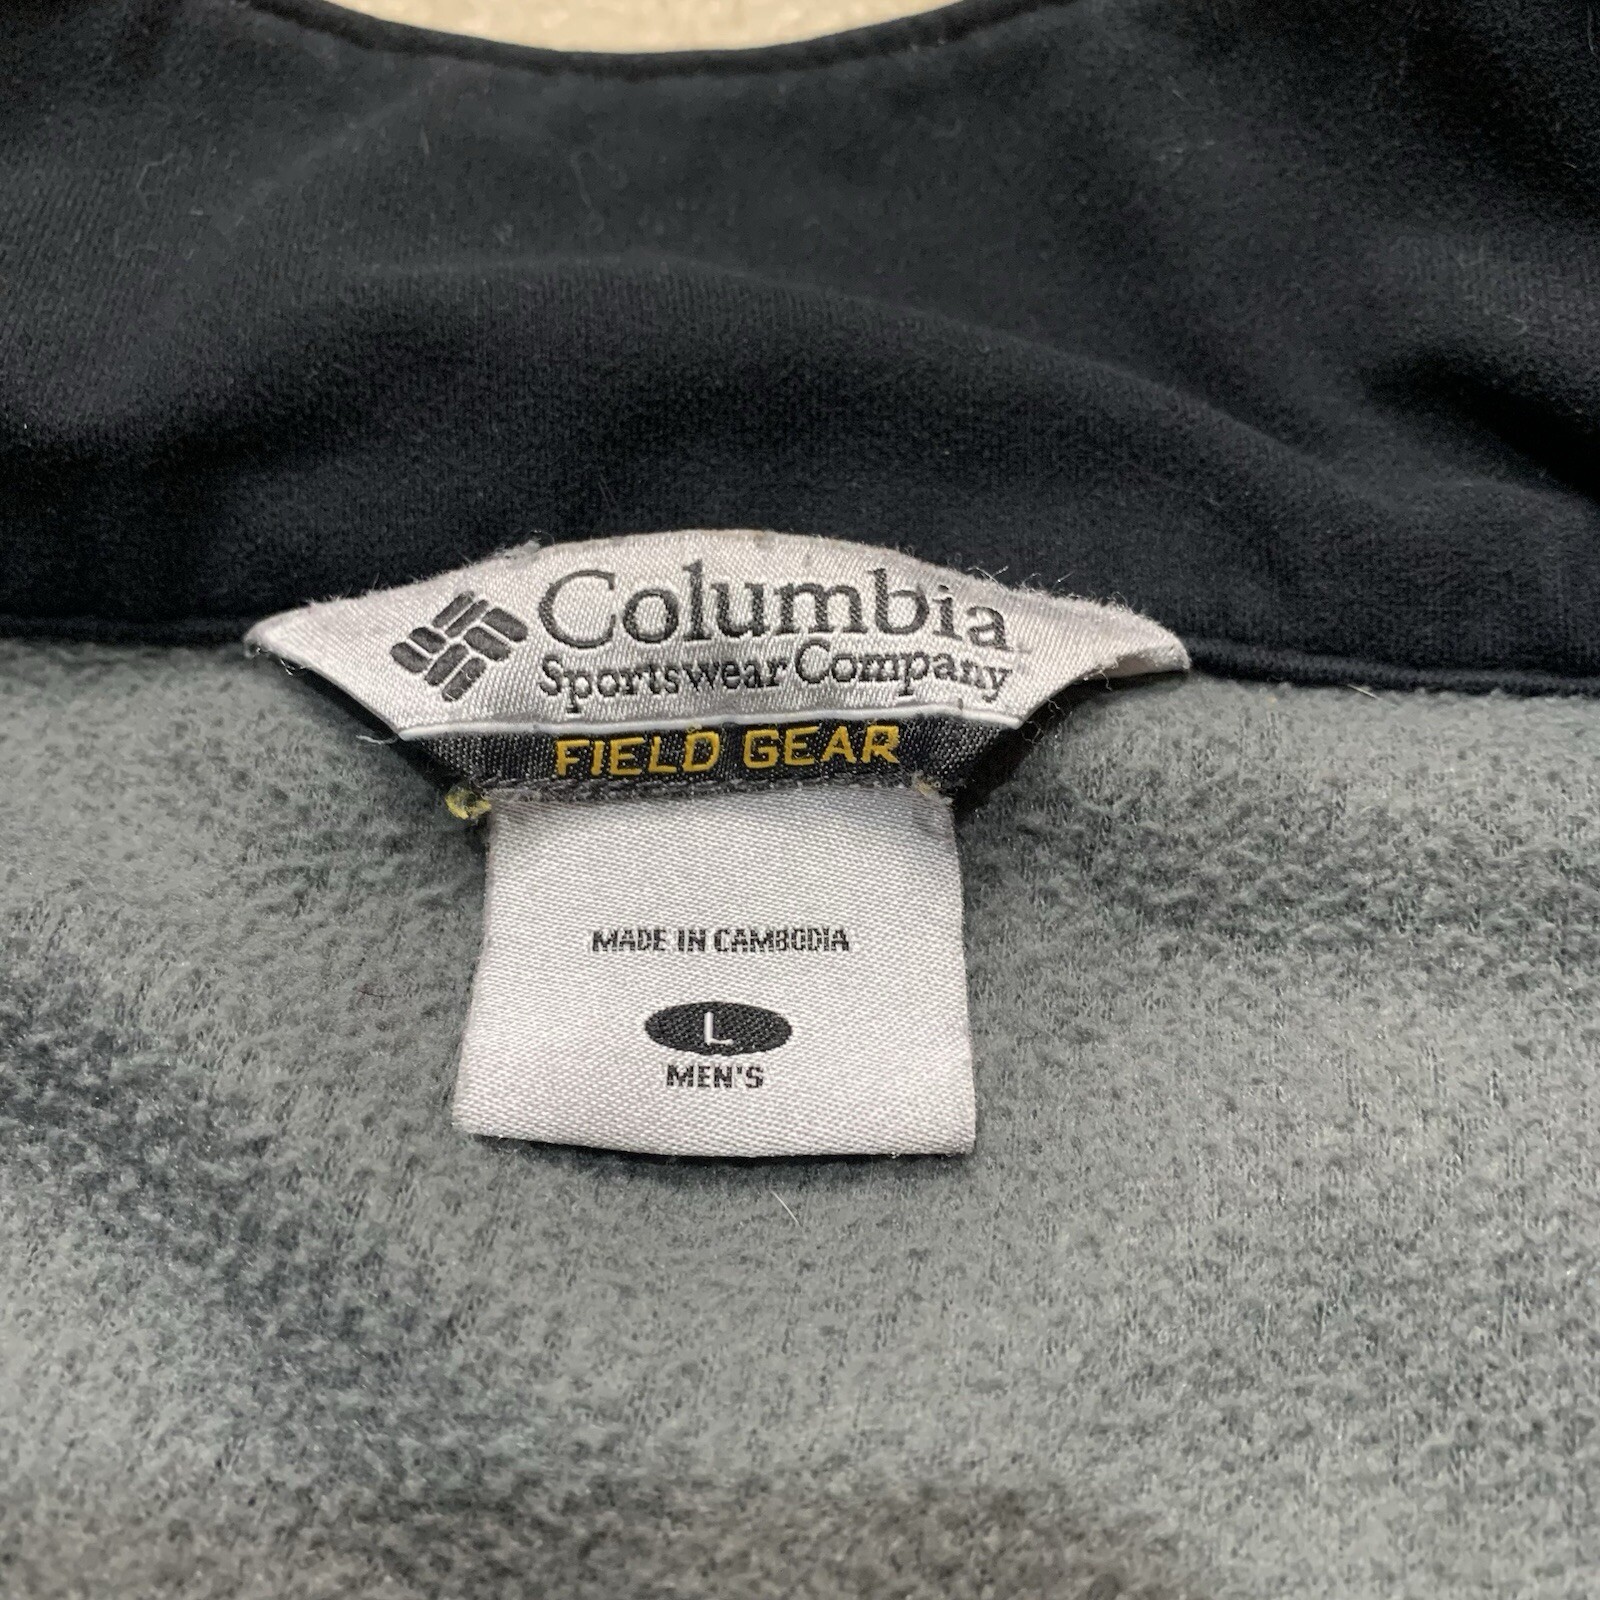 Columbia
Sportswear Company
FIELD GEAR
MADE IN CAMBODIA
L
MEN'S